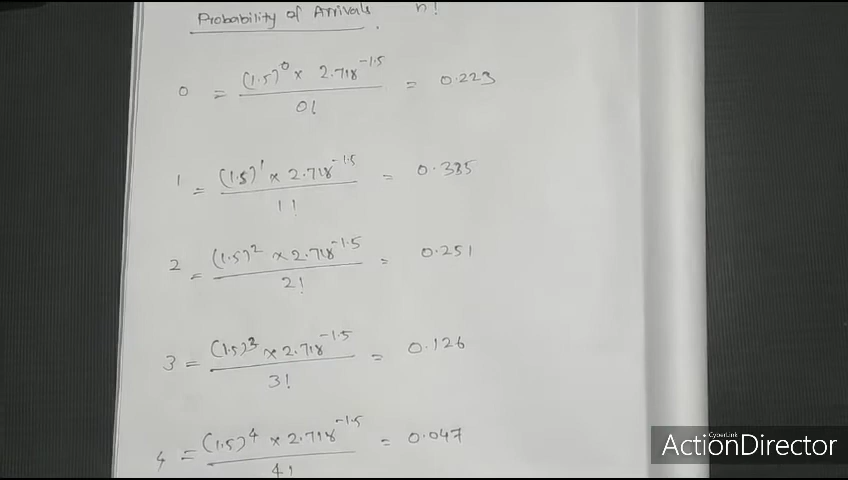 Probability of Arrivals n!
0 = (1.5)^0 × 2.718^-1.5 / 0! = 0.223
1 = (1.5)^1 × 2.718^-1.5 / 1! = 0.335
2 = (1.5)^2 × 2.718^-1.5 / 2! = 0.251
3 = (1.5)^3 × 2.718^-1.5 / 3! = 0.126
4 = (1.5)^4 × 2.718^-1.5 / 4! = 0.047
CyberLink
ActionDirector